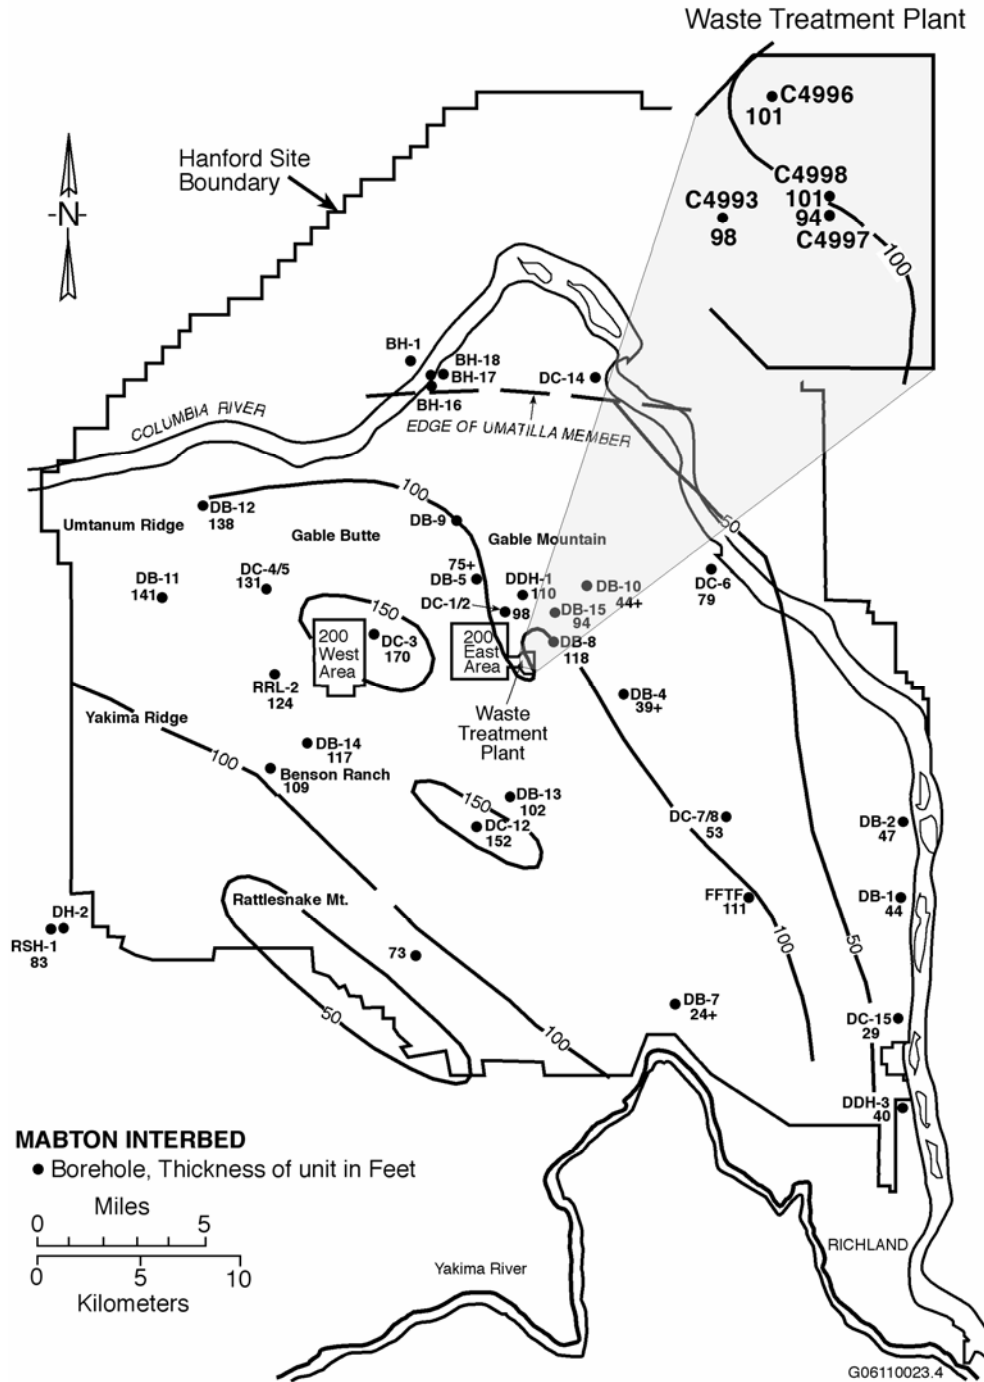 Waste Treatment Plant
C4996
101
C4998
101
C4993
98
94
C4997
100
Hanford Site
Boundary
-N-
BH-1
BH-18
BH-17
BH-16
DC-14
COLUMBIA RIVER
EDGE OF UMATILLA MEMBER
100
50
DB-12
138
Umtanum Ridge
Gable Butte
DB-9
Gable Mountain
DB-11
141
DC-4/5
131
75+
DB-5
DDH-1
110
DC-1/2
98
DB-10
44+
DB-15
94
DC-6
79
150
200
West
Area
DC-3
170
200
East
Area
DB-8
118
RRL-2
124
DB-4
39+
Waste
Treatment
Plant
Yakima Ridge
100
DB-14
117
Benson Ranch
109
150
DB-13
102
DC-12
152
DC-7/8
53
DB-2
47
Rattlesnake Mt.
FFTF
111
DB-1
44
DH-2
RSH-1
83
73
100
50
50
DB-7
24+
DC-15
29
100
DDH-3
40
MABTON INTERBED
Borehole, Thickness of unit in Feet
Miles
0 5
0 5 10
Kilometers
Yakima River
RICHLAND
G06110023.4